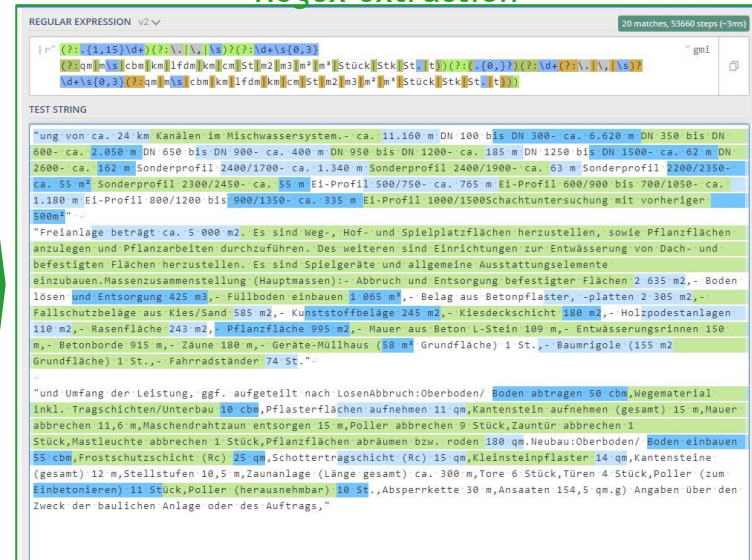 Regex extraction
REGULAR EXPRESSION v2
20 matches, 53660 steps (~3ms)
r" (?:.{1,15}\d+)(?:\.|\,|\s)?(?:\d+\s{0,3} " gmi
(?:qm|m\s|cbm|km|lfdm|km|cm|St|m2|m3|m²|m³|Stück|Stk|St.|t))(?:(.{0,}?)(?:\d+(?:\.|\,|\s)?
\d+\s{0,3}(?:qm|m\s|cbm|km|lfdm|km|cm|St|m2|m3|m²|m³|Stück|Stk|St.|t)))
TEST STRING
"ung von ca. 24 km Kanälen im Mischwassersystem.- ca. 11.160 m DN 100 bis DN 300- ca. 6.620 m DN 350 bis DN
600- ca. 2.050 m DN 650 bis DN 900- ca. 400 m DN 950 bis DN 1200- ca. 185 m DN 1250 bis DN 1500- ca. 62 m DN
2600- ca. 162 m Sonderprofil 2400/1700- ca. 1.340 m Sonderprofil 2400/1900- ca. 63 m Sonderprofil 2200/2350-
ca. 55 m² Sonderprofil 2300/2450- ca. 55 m Ei-Profil 500/750- ca. 765 m Ei-Profil 600/900 bis 700/1050- ca.
1.180 m Ei-Profil 800/1200 bis 900/1350- ca. 335 m Ei-Profil 1000/1500Schachtuntersuchung mit vorheriger
500m²"
"Freianlage beträgt ca. 5 000 m2. Es sind Weg-, Hof- und Spielplatzflächen herzustellen, sowie Pflanzflächen
anzulegen und Pflanzarbeiten durchzuführen. Des weiteren sind Einrichtungen zur Entwässerung von Dach- und
befestigten Flächen herzustellen. Es sind Spielgeräte und allgemeine Ausstattungselemente
einzubauen.Massenzusammenstellung (Hauptmassen):- Abbruch und Entsorgung befestigter Flächen 2 635 m2,- Boden
lösen und Entsorgung 425 m3,- Füllboden einbauen 1 065 m³,- Belag aus Betonpflaster, -platten 2 305 m2,-
Fallschutzbeläge aus Kies/Sand 585 m2,- Kunststoffbeläge 245 m2,- Kiesdeckschicht 180 m2,- Holzpodestanlagen
110 m2,- Rasenfläche 243 m2,- Pflanzfläche 995 m2,- Mauer aus Beton L-Stein 109 m,- Entwässerungsrinnen 150
m,- Betonborde 915 m,- Zäune 180 m,- Geräte-Müllhaus (58 m² Grundfläche) 1 St.,- Baumrigole (155 m2
Grundfläche) 1 St.,- Fahrradständer 74 St."
"und Umfang der Leistung, ggf. aufgeteilt nach LosenAbbruch:Oberboden/ Boden abtragen 50 cbm,Wegematerial
inkl. Tragschichten/Unterbau 10 cbm,Pflasterflächen aufnehmen 11 qm,Kantenstein aufnehmen (gesamt) 15 m,Mauer
abbrechen 11,6 m,Maschendrahtzaun entsorgen 15 m,Poller abbrechen 9 Stück,Zauntür abbrechen 1
Stück,Mastleuchte abbrechen 1 Stück,Pflanzflächen abräumen bzw. roden 180 qm.Neubau:Oberboden/ Boden einbauen
55 cbm,Frostschutzschicht (Rc) 25 qm,Schottertragschicht (Rc) 15 qm,Kleinsteinpflaster 14 qm,Kantensteine
(gesamt) 12 m,Stellstufen 10,5 m,Zaunanlage (Länge gesamt) ca. 300 m,Tore 6 Stück,Türen 4 Stück,Poller (zum
Einbetonieren) 11 Stück,Poller (herausnehmbar) 10 St.,Absperrkette 30 m,Ansaaten 154,5 qm.g) Angaben über den
Zweck der baulichen Anlage oder des Auftrags,"